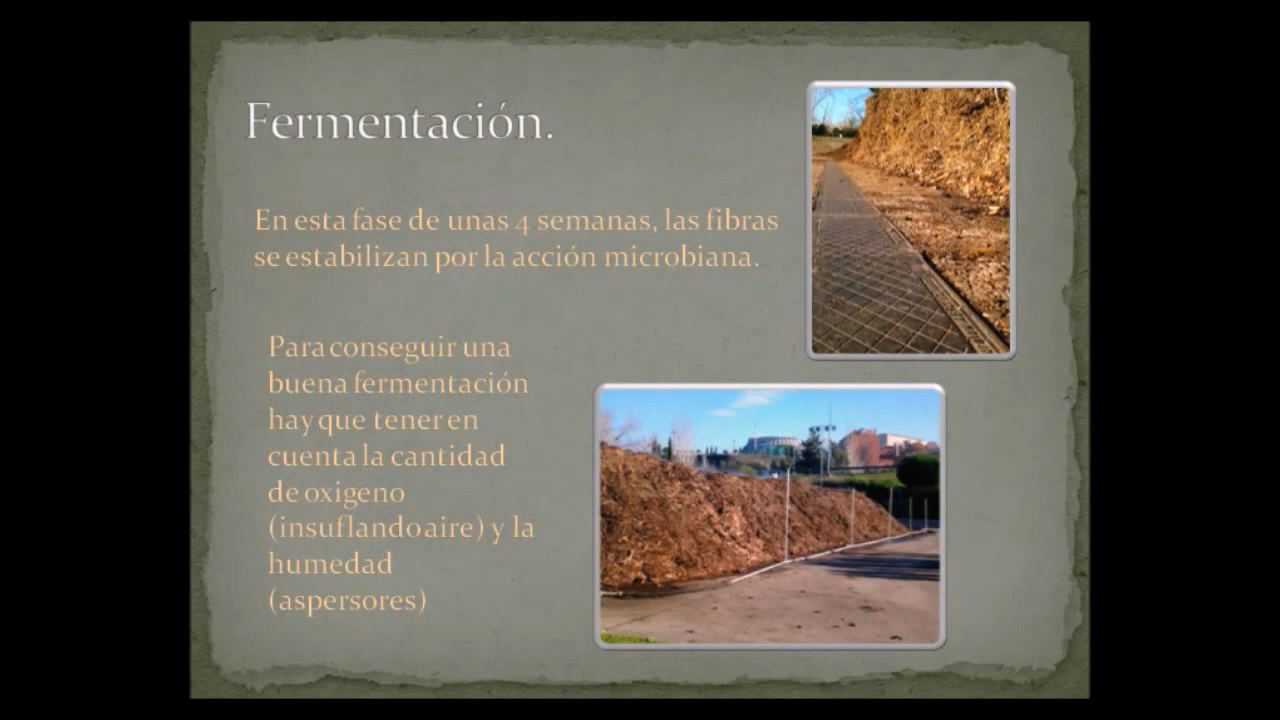 Fermentación.
En esta fase de unas 4 semanas, las fibras
se estabilizan por la acción microbiana.
Para conseguir una
buena fermentación
hay que tener en
cuenta la cantidad
de oxigeno
(insuflando aire) y la
humedad
(aspersores)